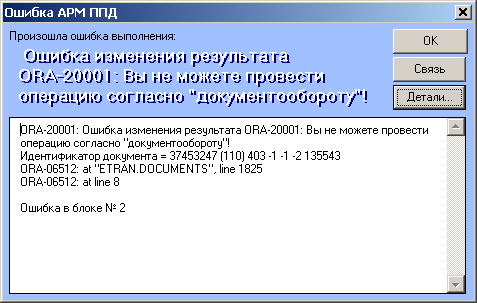 Ошибка АРМ ППД
Произошла ошибка выполнения:
Ошибка изменения результата
ORA-20001: Вы не можете провести
операцию согласно "документообороту"!
OK
Связь
Детали...
ORA-20001: Ошибка изменения результата ORA-20001: Вы не можете провести
операцию согласно "документообороту"!
Идентификатор документа = 37453247 (110) 403 -1 -1 -2 135543
ORA-06512: at "ETRAN.DOCUMENTS", line 1825
ORA-06512: at line 8
Ошибка в блоке № 2